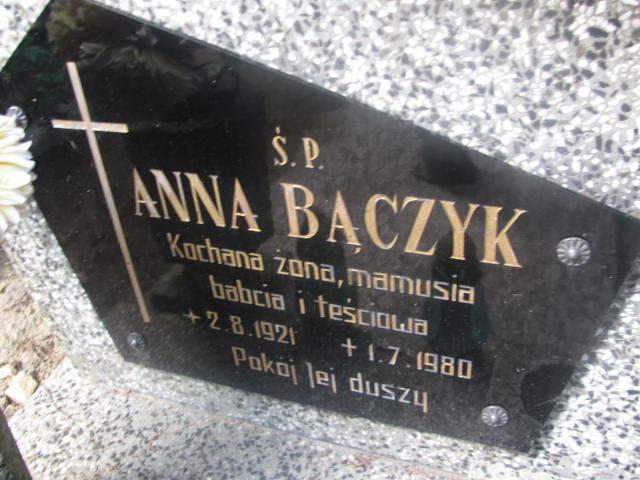 Ś.P.
ANNA BĄCZYK
Kochana żona, mamusia
babcia i teściowa
+ 2.8.1921 + 1.7.1980
Pokój Jej duszy